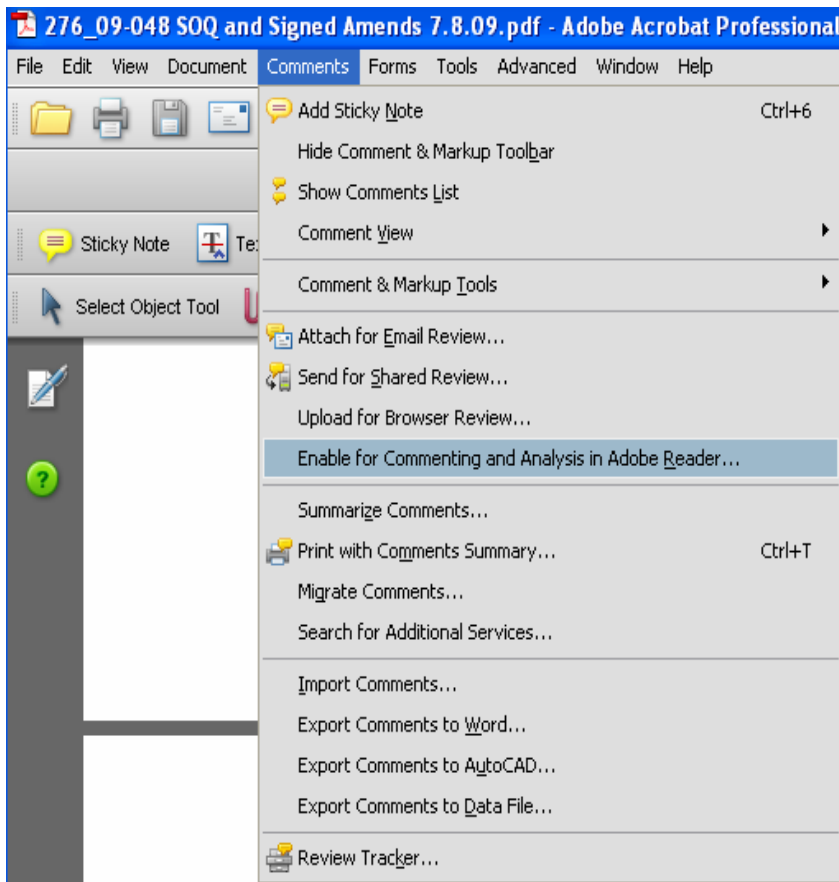 276_09-048 SOQ and Signed Amends 7.8.09.pdf - Adobe Acrobat Professional
File Edit View Document Comments Forms Tools Advanced Window Help
Add Sticky Note Ctrl+6
Hide Comment & Markup Toolbar
Show Comments List
Comment View
Sticky Note
Comment & Markup Tools
Select Object Tool
Attach for Email Review...
Send for Shared Review...
Upload for Browser Review...
Enable for Commenting and Analysis in Adobe Reader...
Summarize Comments...
Print with Comments Summary... Ctrl+T
Migrate Comments...
Search for Additional Services...
Import Comments...
Export Comments to Word...
Export Comments to AutoCAD...
Export Comments to Data File...
Review Tracker...